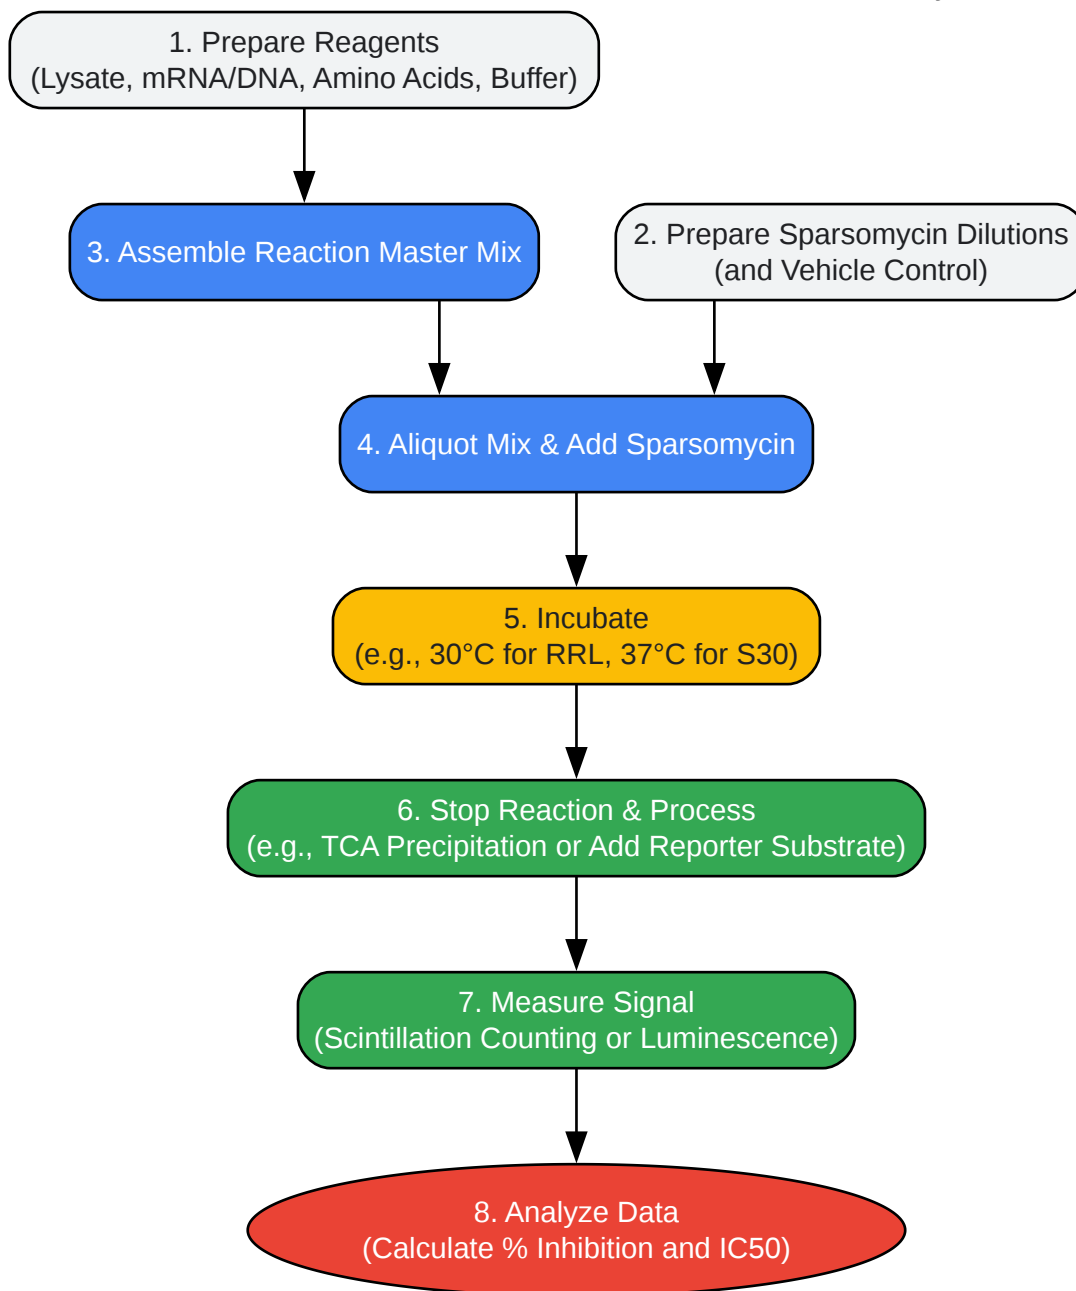 1. Prepare Reagents
(Lysate, mRNA/DNA, Amino Acids, Buffer)
3. Assemble Reaction Master Mix
2. Prepare Sparsomycin Dilutions
(and Vehicle Control)
4. Aliquot Mix & Add Sparsomycin
5. Incubate
(e.g., 30°C for RRL, 37°C for S30)
6. Stop Reaction & Process
(e.g., TCA Precipitation or Add Reporter Substrate)
7. Measure Signal
(Scintillation Counting or Luminescence)
8. Analyze Data
(Calculate % Inhibition and IC50)